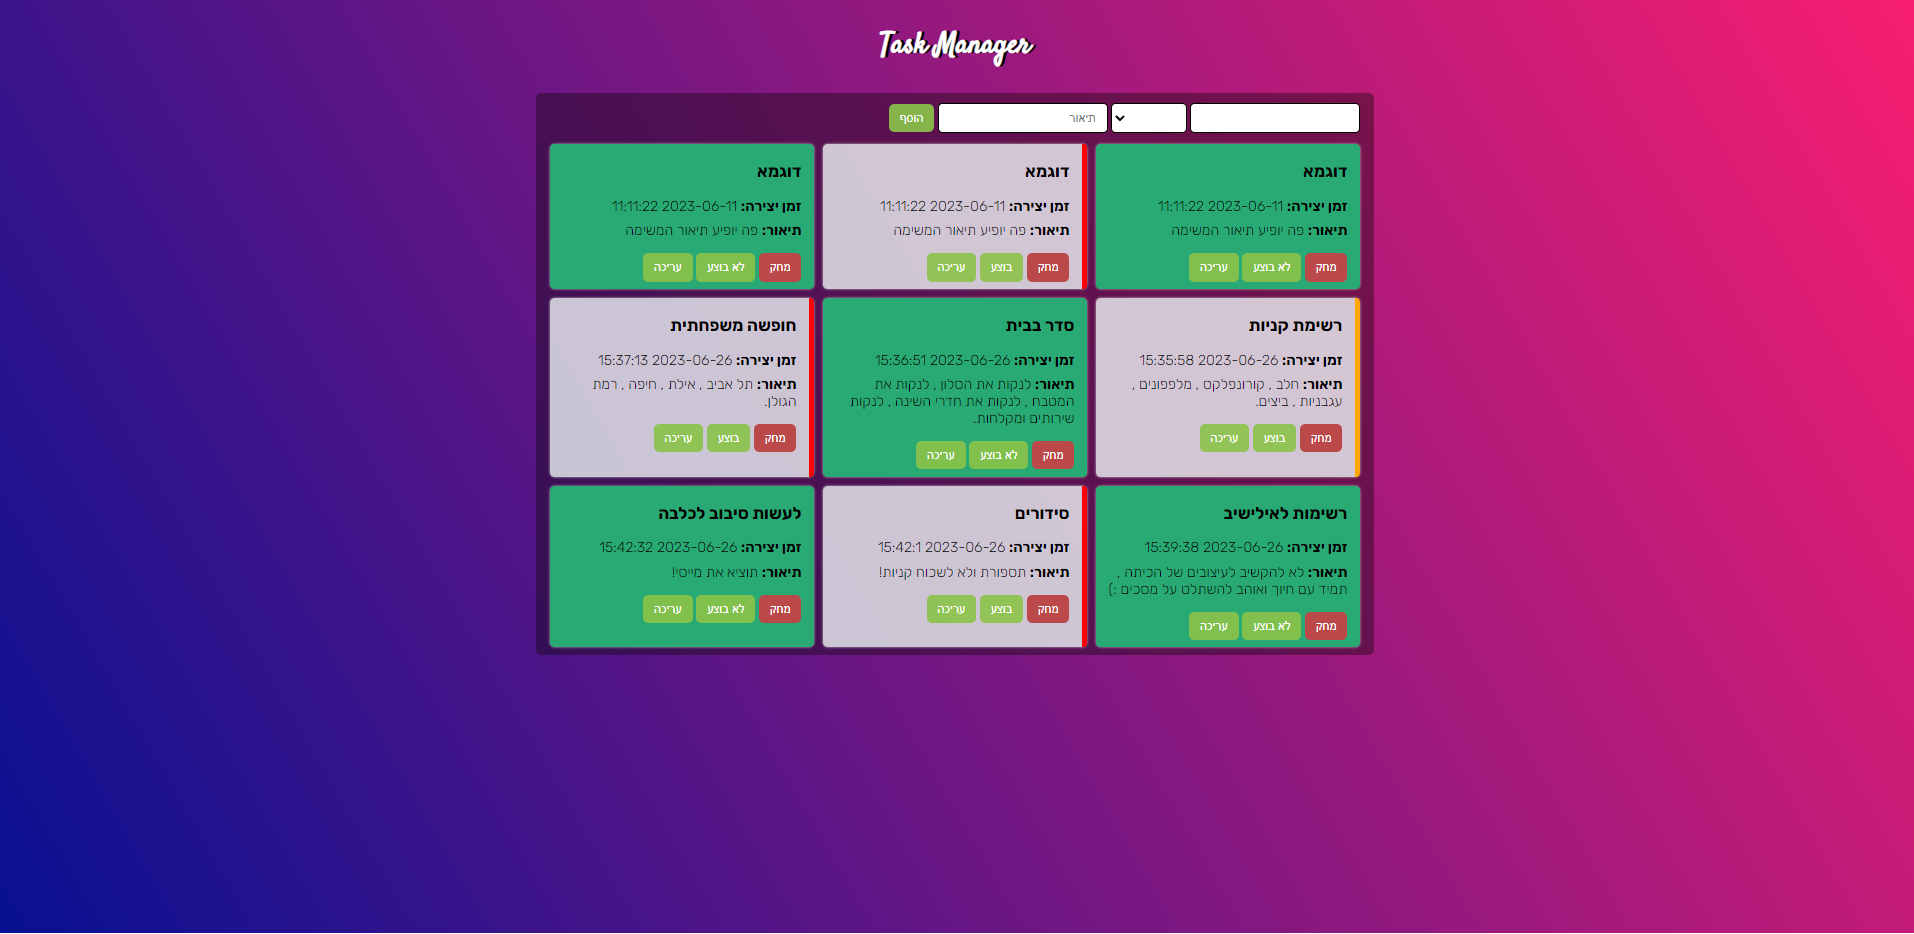 Task Manager
תיאור
הוסף
דוגמא
זמן יצירה: 2023-06-11 11:11:22
תיאור: פה יופיע תיאור המשימה
מחק לא בוצע עריכה
דוגמא
זמן יצירה: 2023-06-11 11:11:22
תיאור: פה יופיע תיאור המשימה
מחק בוצע עריכה
דוגמא
זמן יצירה: 2023-06-11 11:11:22
תיאור: פה יופיע תיאור המשימה
מחק לא בוצע עריכה
רשימת קניות
זמן יצירה: 2023-06-26 15:35:58
תיאור: חלב , קורונפלקס , מלפפונים ,
עגבניות , ביצים.
מחק בוצע עריכה
סדר בבית
זמן יצירה: 2023-06-26 15:36:51
תיאור: לנקות את הסלון , לנקות את
המטבח , לנקות את חדרי השינה , לנקות
שירותים ומקלחות.
מחק לא בוצע עריכה
חופשה משפחתית
זמן יצירה: 2023-06-26 15:37:13
תיאור: תל אביב , אילת , חיפה , רמת
הגולן.
מחק בוצע עריכה
רשימות לאילישיב
זמן יצירה: 2023-06-26 15:39:38
תיאור: לא להקשיב לעיצובים של הכיתה ,
תמיד עם חיוך ואוהב להשתלט על מסכים :)
מחק לא בוצע עריכה
סידורים
זמן יצירה: 2023-06-26 15:42:1
תיאור: תספורת ולא לשכוח קניות!
מחק בוצע עריכה
לעשות סיבוב לכלבה
זמן יצירה: 2023-06-26 15:42:32
תיאור: תוציא את מייסי!
מחק לא בוצע עריכה